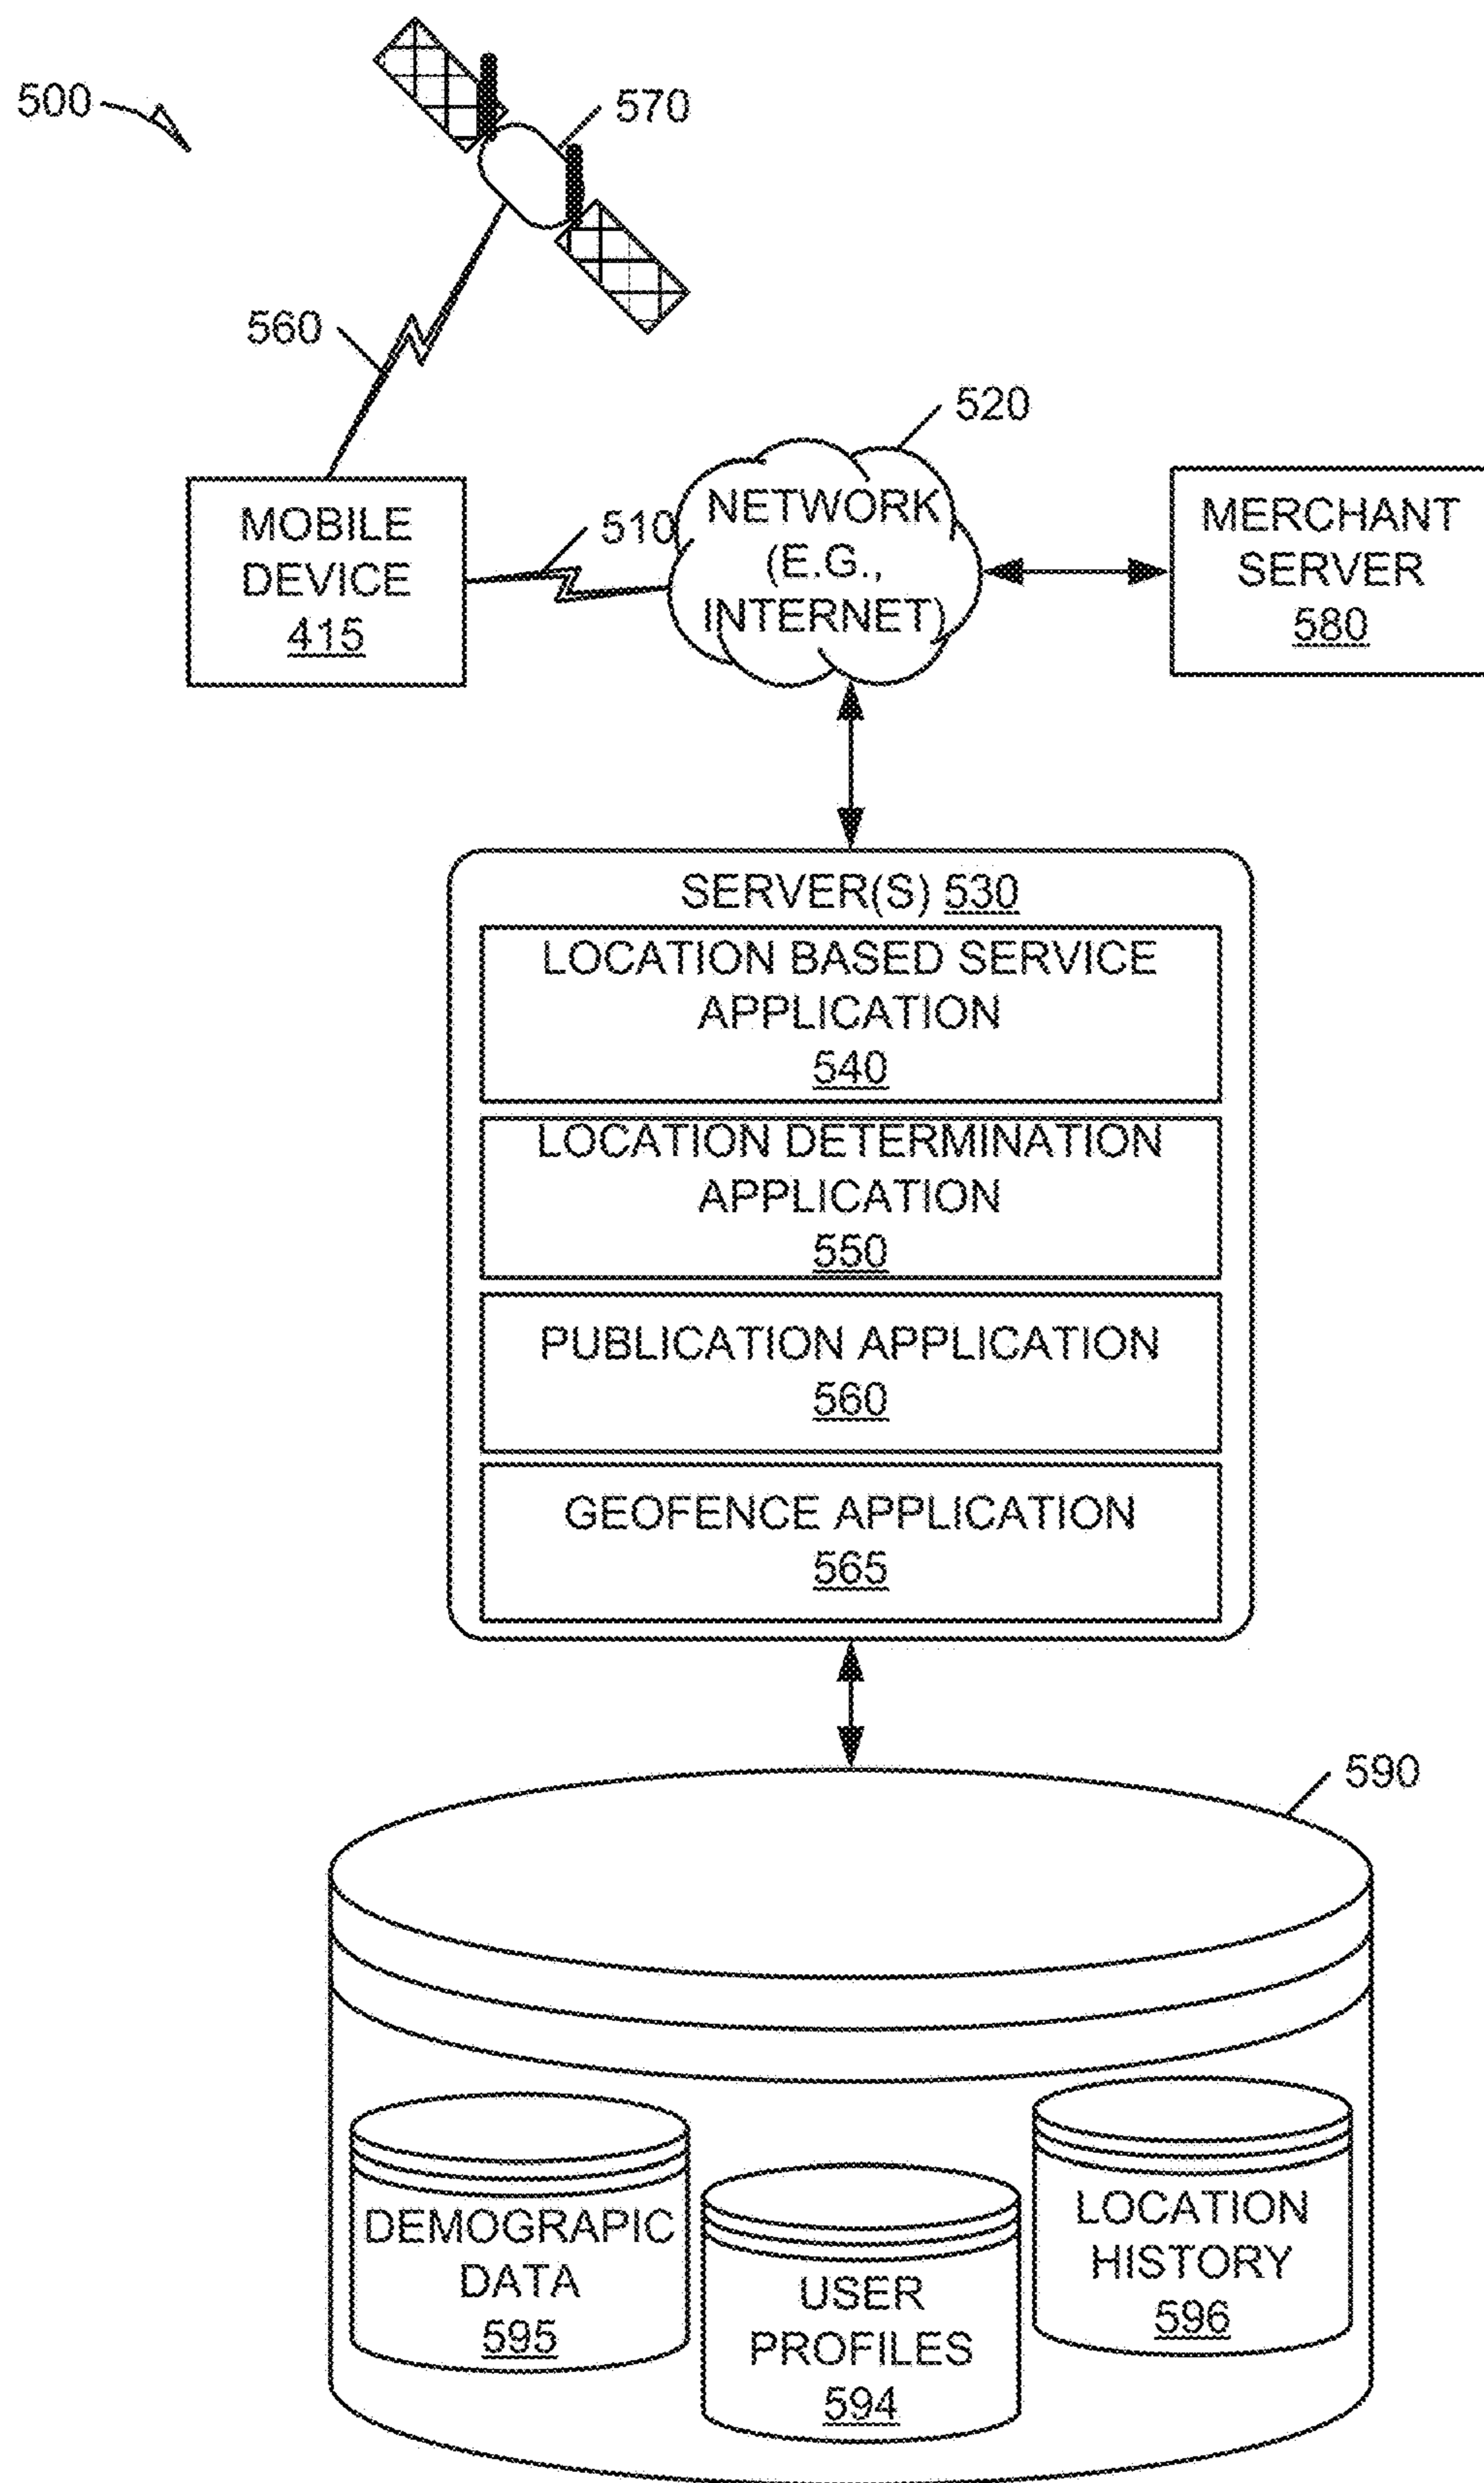 500
570
560
520
MOBILE
DEVICE
415
510
NETWORK
(E.G.,
INTERNET)
MERCHANT
SERVER
580
SERVER(S) 530
LOCATION BASED SERVICE
APPLICATION
540
LOCATION DETERMINATION
APPLICATION
550
PUBLICATION APPLICATION
560
GEOFENCE APPLICATION
565
590
DEMOGRAPIC
DATA
595
USER
PROFILES
594
LOCATION
HISTORY
596